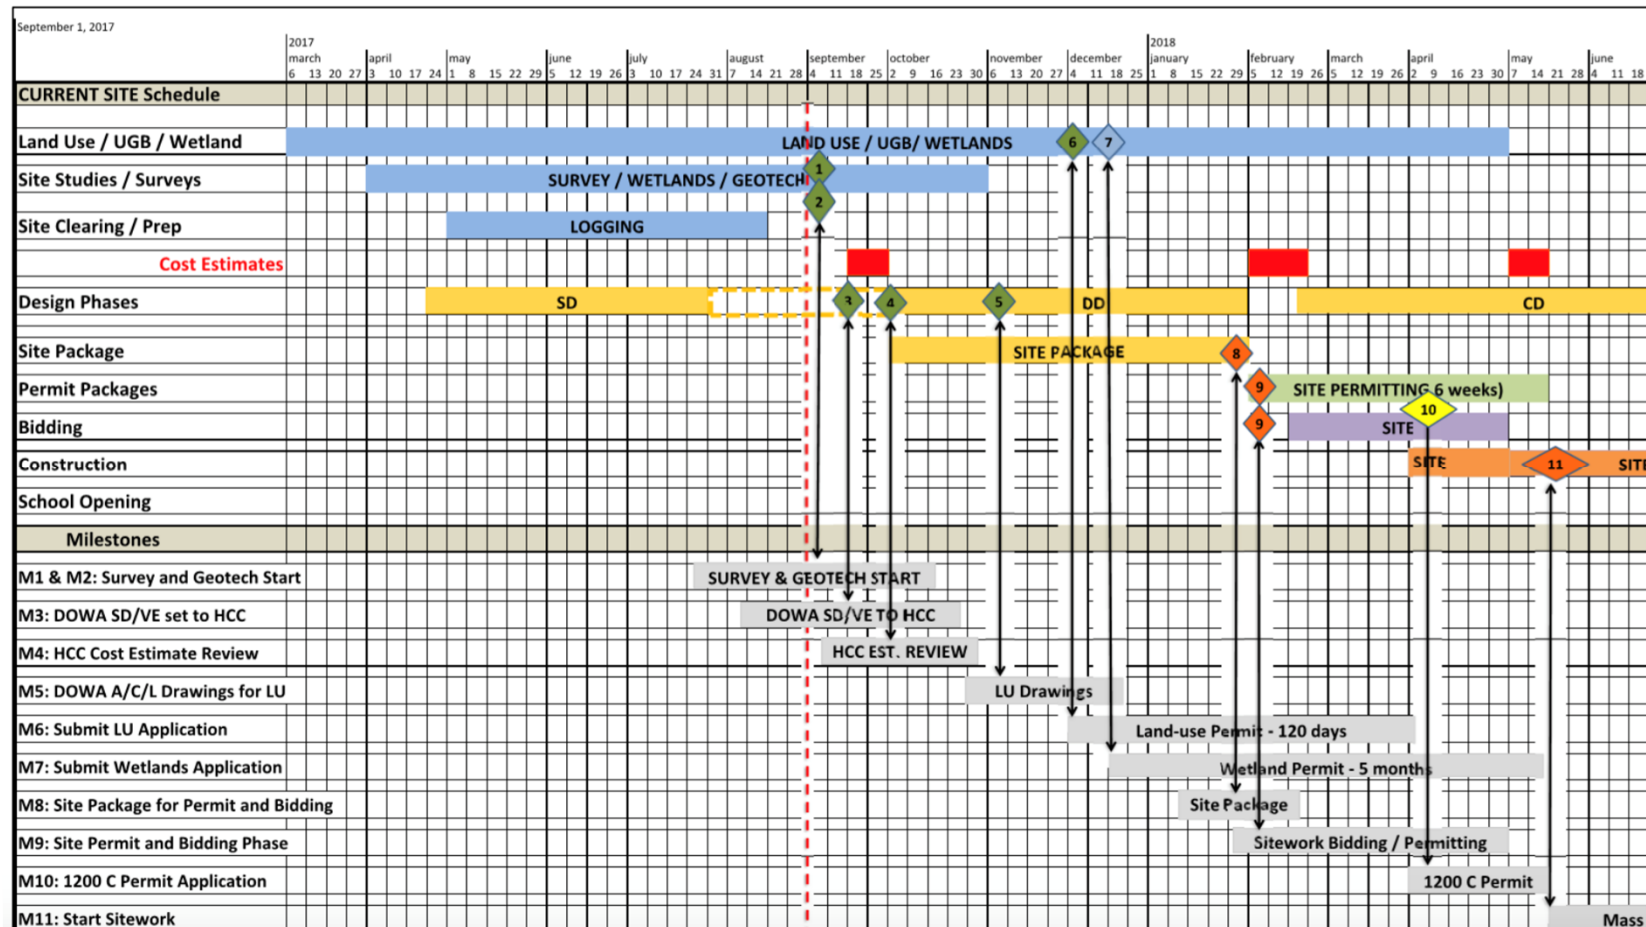 September 1, 2017
2017 2018
march april may june july august september october november december january february march april may june
6 13 20 27 3 10 17 24 1 8 15 22 29 5 12 19 26 3 10 17 24 31 7 14 21 28 4 11 18 25 2 9 16 23 30 6 13 20 27 4 11 18 25 1 8 15 22 29 5 12 19 26 5 12 19 26 2 9 16 23 30 7 14 21 28 4 11 18
CURRENT SITE Schedule
Land Use / UGB / Wetland LAND USE / UGB/ WETLANDS 6 7
1
Site Studies / Surveys SURVEY / WETLANDS / GEOTECH
2
Site Clearing / Prep LOGGING
Cost Estimates
Design Phases SD 3 4 5 DD CD
Site Package SITE PACKAGE 8
Permit Packages 9 SITE PERMITTING 6 weeks)
10
Bidding 9 SITE
Construction SITE 11 SITE
School Opening
Milestones
M1 & M2: Survey and Geotech Start SURVEY & GEOTECH START
M3: DOWA SD/VE set to HCC DOWA SD/VE TO HCC
M4: HCC Cost Estimate Review HCC EST. REVIEW
M5: DOWA A/C/L Drawings for LU LU Drawings
M6: Submit LU Application Land-use Permit - 120 days
M7: Submit Wetlands Application Wetland Permit - 5 months
M8: Site Package for Permit and Bidding Site Package
M9: Site Permit and Bidding Phase Sitework Bidding / Permitting
M10: 1200 C Permit Application 1200 C Permit
M11: Start Sitework Mass